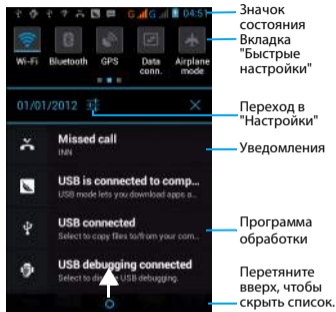 G G 04:51
Значок
состояния
Вкладка
"Быстрые
настройки"
Wi-Fi Bluetooth GPS Data conn. Airplane mode
01/01/2012
Переход в
"Настройки"
Missed call
INN
Уведомления
USB is connected to comp...
USB mode lets you download apps a...
USB connected
Select to copy files to/from your com...
Программа
обработки
USB debugging connected
Select to disable USB debugging.
Перетяните
вверх, чтобы
скрыть список.